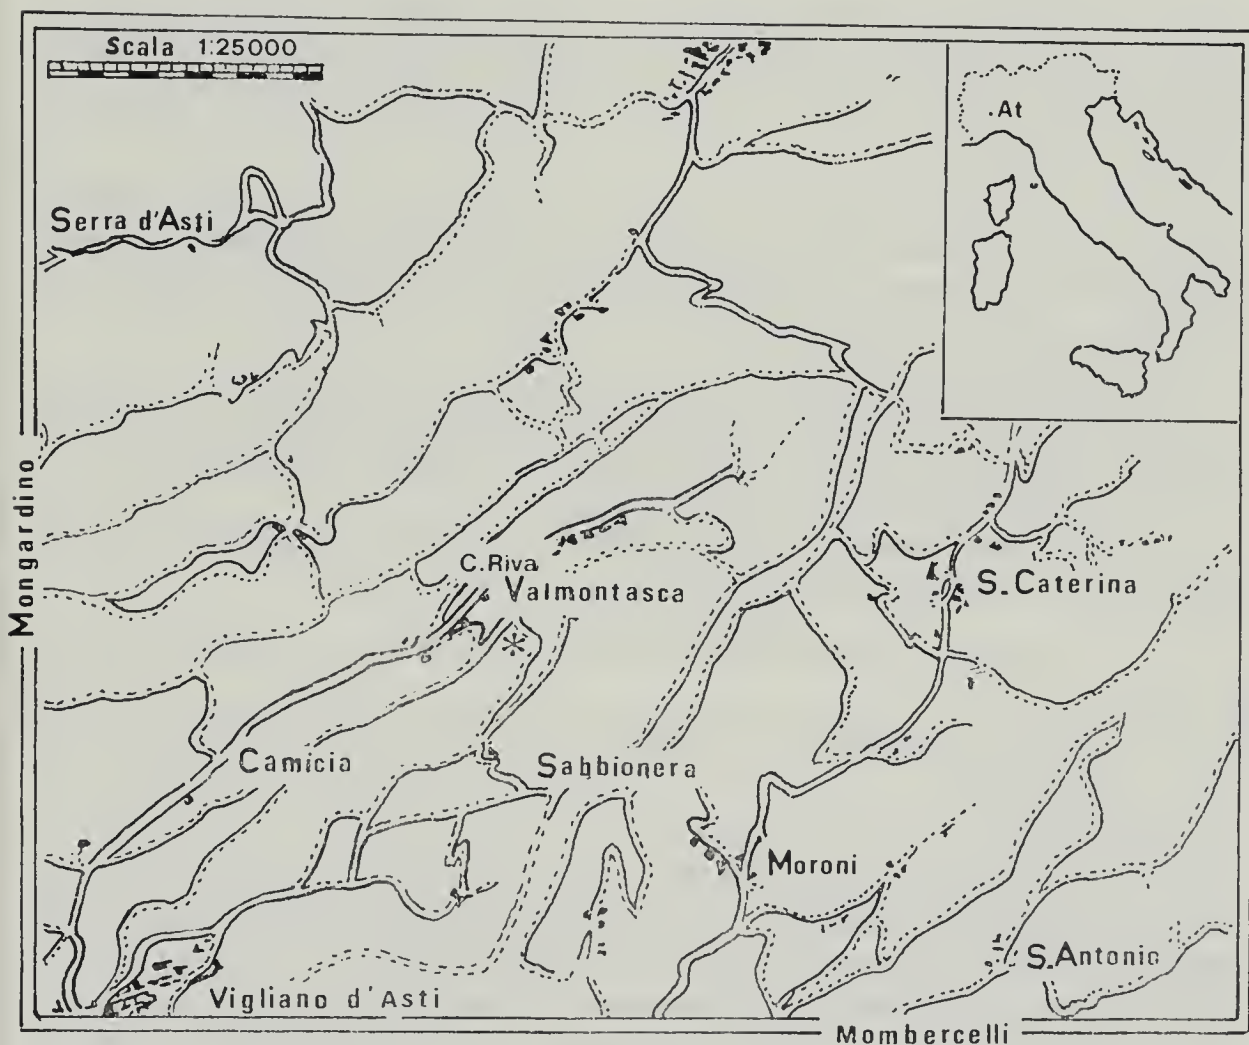 Scala 1:25000
.At
Serra d'Asti
Mongardino
C.Riva
Valmontasca
S.Caterina
Camicia
Sabbionera
Moroni
S.Antonio
Vigliano d'Asti
Mombercelli